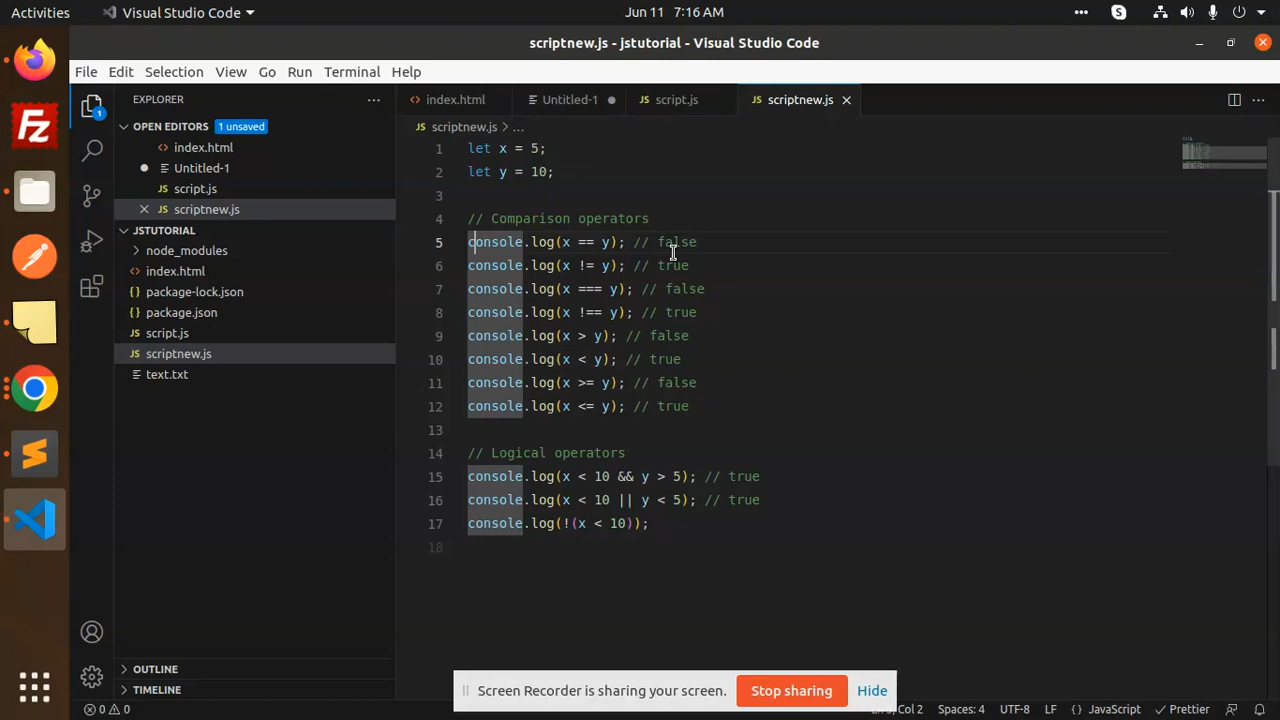 Activities
Visual Studio Code
Jun 11 7:16 AM
scriptnew.js - jstutorial - Visual Studio Code
File Edit Selection View Go Run Terminal Help
EXPLORER
index.html
Untitled-1
JS script.js
JS scriptnew.js
OPEN EDITORS 1 unsaved
JS scriptnew.js > ...
index.html
Untitled-1
JS script.js
JS scriptnew.js
JSTUTORIAL
node_modules
index.html
package-lock.json
package.json
JS script.js
JS scriptnew.js
text.txt
1 let x = 5;
2 let y = 10;
3
4 // Comparison operators
5 console.log(x == y); // false
6 console.log(x != y); // true
7 console.log(x === y); // false
8 console.log(x !== y); // true
9 console.log(x > y); // false
10 console.log(x < y); // true
11 console.log(x >= y); // false
12 console.log(x <= y); // true
13
14 // Logical operators
15 console.log(x < 10 && y > 5); // true
16 console.log(x < 10 || y < 5); // true
17 console.log(!(x < 10));
18
OUTLINE
TIMELINE
Screen Recorder is sharing your screen. Stop sharing Hide
0 0
Col 2 Spaces: 4 UTF-8 LF {} JavaScript Prettier